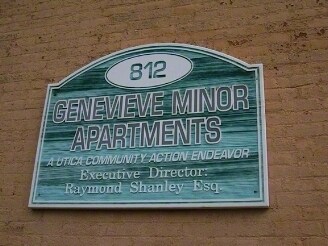 812
GENEVIEVE MINOR
APARTMENTS
A UTICA COMMUNITY ACTION ENDEAVOR
Executive Director:
Raymond Shanley Esq.